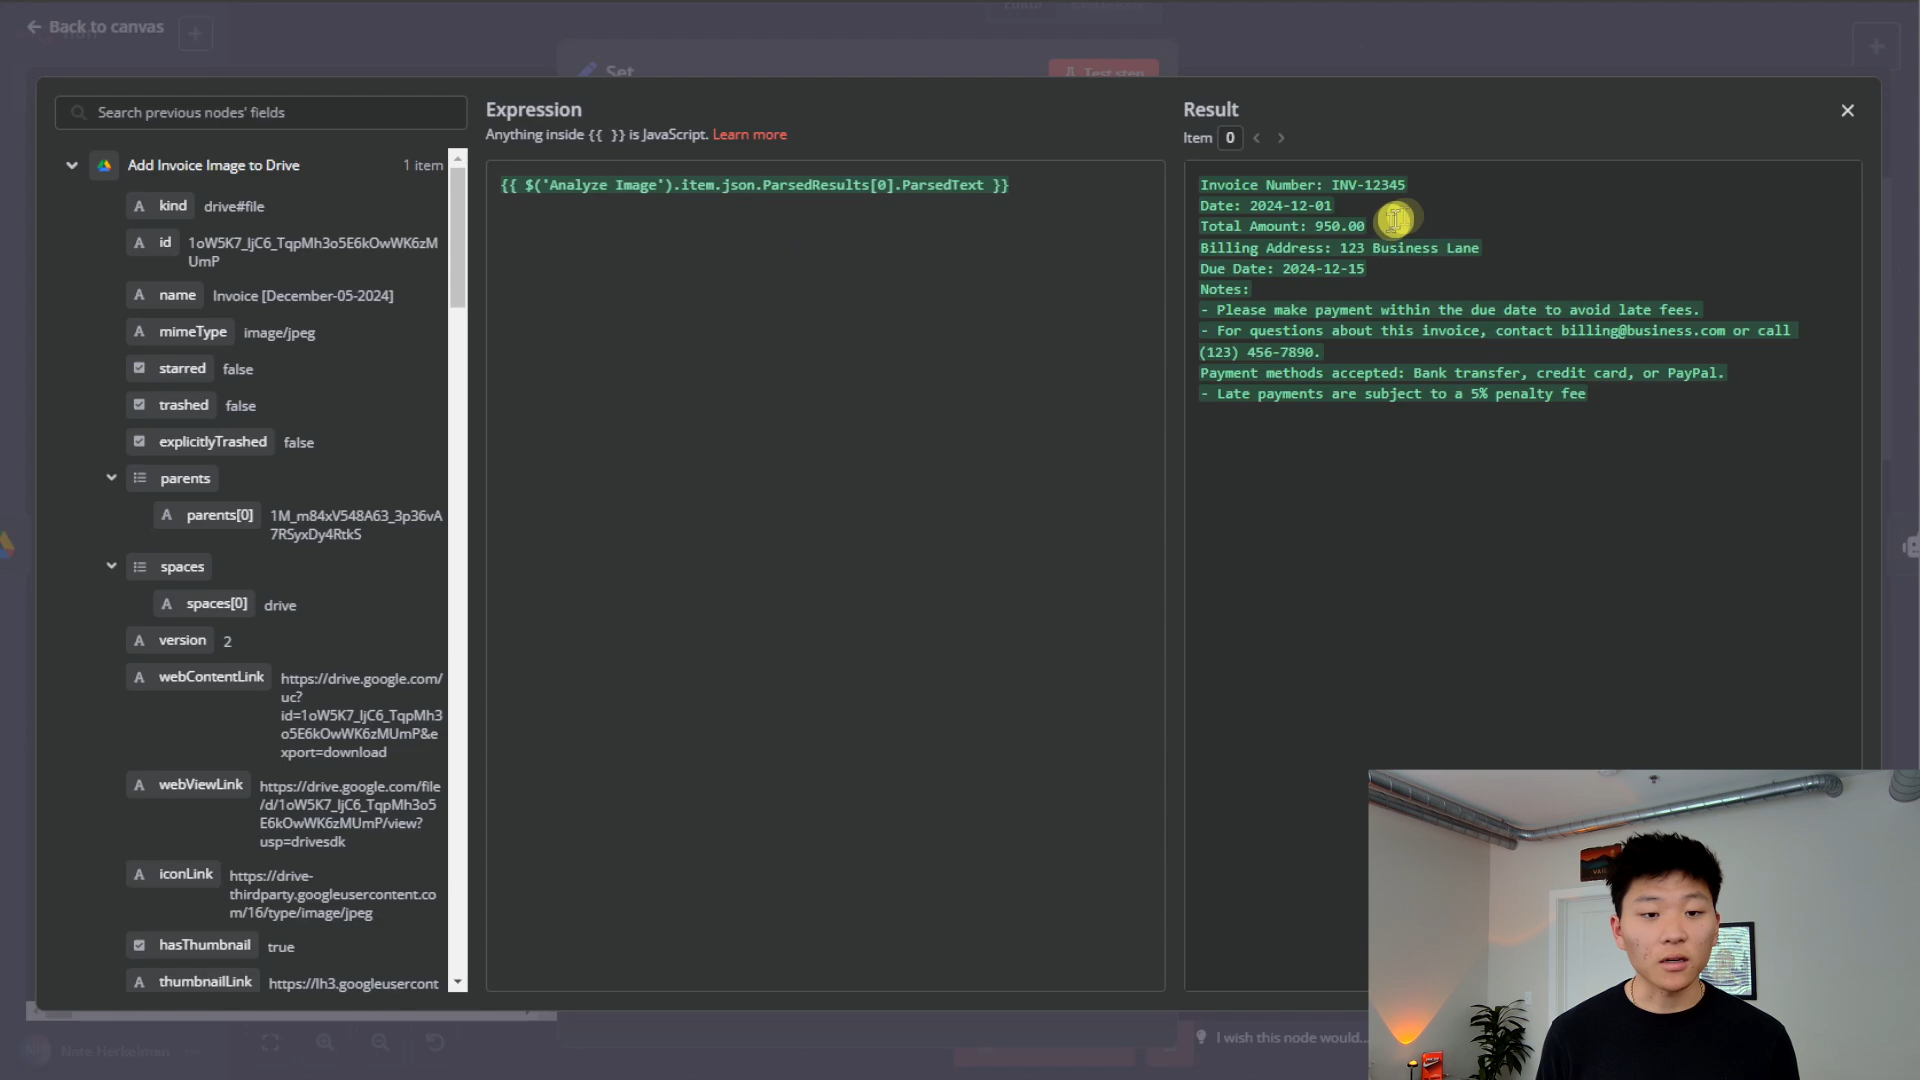 Editor
Back to canvas
Set
Test step
Search previous nodes' fields
Add Invoice Image to Drive 1 item
A kind drive#file
A id 1oW5K7_IjC6_TqpMh3o5E6kOwWK6zM
UmP
A name Invoice [December-05-2024]
A mimeType image/jpeg
starred false
trashed false
explicitlyTrashed false
parents
A parents[0] 1M_m84xV548A63_3p36vA
7RSyxDy4RtkS
spaces
A spaces[0] drive
A version 2
A webContentLink https://drive.google.com/
uc?
id=1oW5K7_IjC6_TqpMh3
o5E6kOwWK6zMUmP&e
xport=download
A webViewLink https://drive.google.com/file
/d/1oW5K7_IjC6_TqpMh3o5
E6kOwWK6zMUmP/view?
usp=drivesdk
A iconLink https://drive-
thirdparty.googleusercontent.co
m/16/type/image/jpeg
hasThumbnail true
A thumbnailLink https://lh3.googleusercont
Expression
Anything inside {{ }} is JavaScript. Learn more
{{ $('Analyze Image').item.json.ParsedResults[0].ParsedText }}
Result
Item 0
Invoice Number: INV-12345
Date: 2024-12-01
Total Amount: 950.00
Billing Address: 123 Business Lane
Due Date: 2024-12-15
Notes:
- Please make payment within the due date to avoid late fees.
- For questions about this invoice, contact billing@business.com or call
(123) 456-7890.
Payment methods accepted: Bank transfer, credit card, or PayPal.
- Late payments are subject to a 5% penalty fee
Nate Herkelman
I wish this node would...